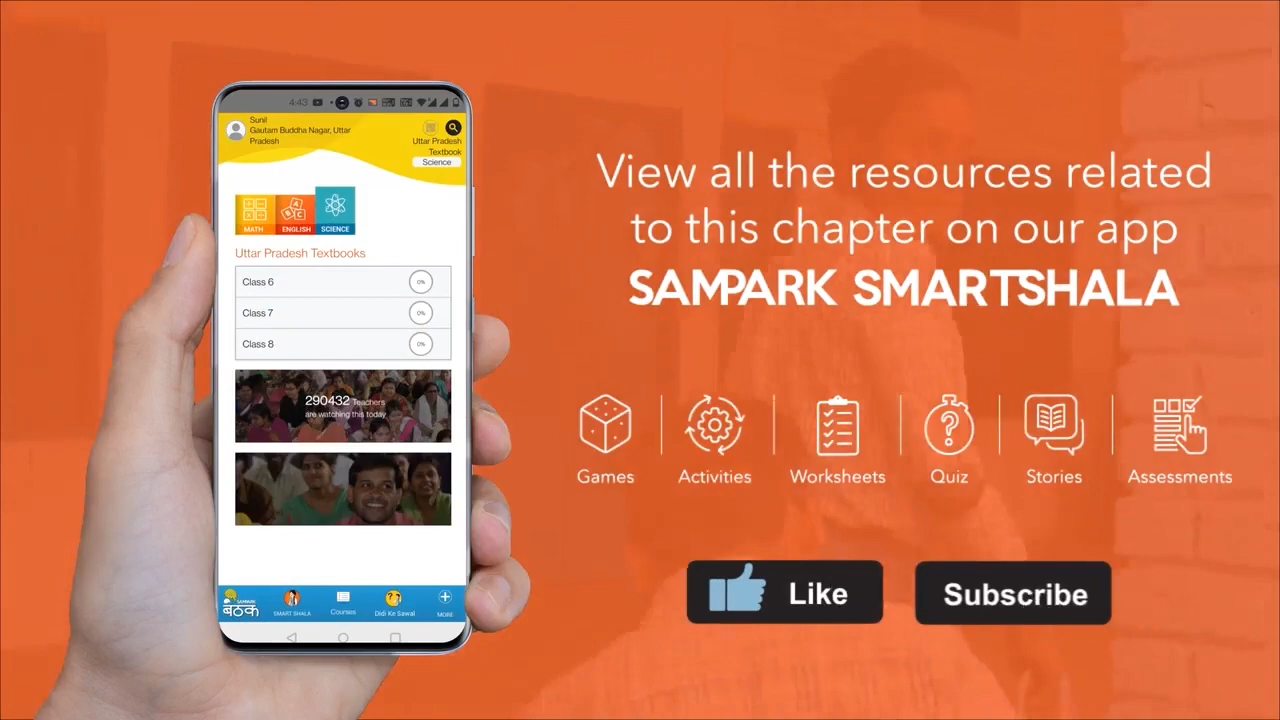 4:43
Sunil
Gautam Buddha Nagar, Uttar
Pradesh
Uttar Pradesh
Textbook
Science
MATH
ENGLISH
SCIENCE
Uttar Pradesh Textbooks
Class 6
0%
Class 7
0%
Class 8
0%
290432 Teachers
are watching this today
SAMPARK
बैठक
SMART SHALA
Courses
Didi Ke Sawal
MORE
View all the resources related
to this chapter on our app
SAMPARK SMARTSHALA
Games
Activities
Worksheets
Quiz
Stories
Assessments
Like
Subscribe